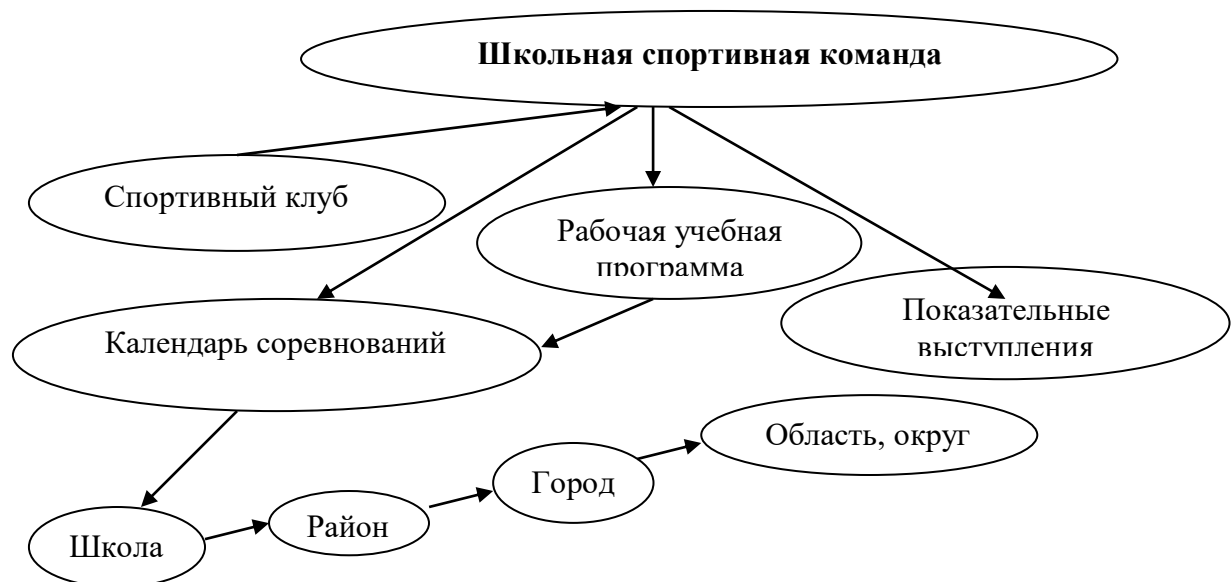 Школьная спортивная команда
Спортивный клуб
Рабочая учебная
программа
Календарь соревнований
Показательные
выступления
Область, округ
Город
Район
Школа